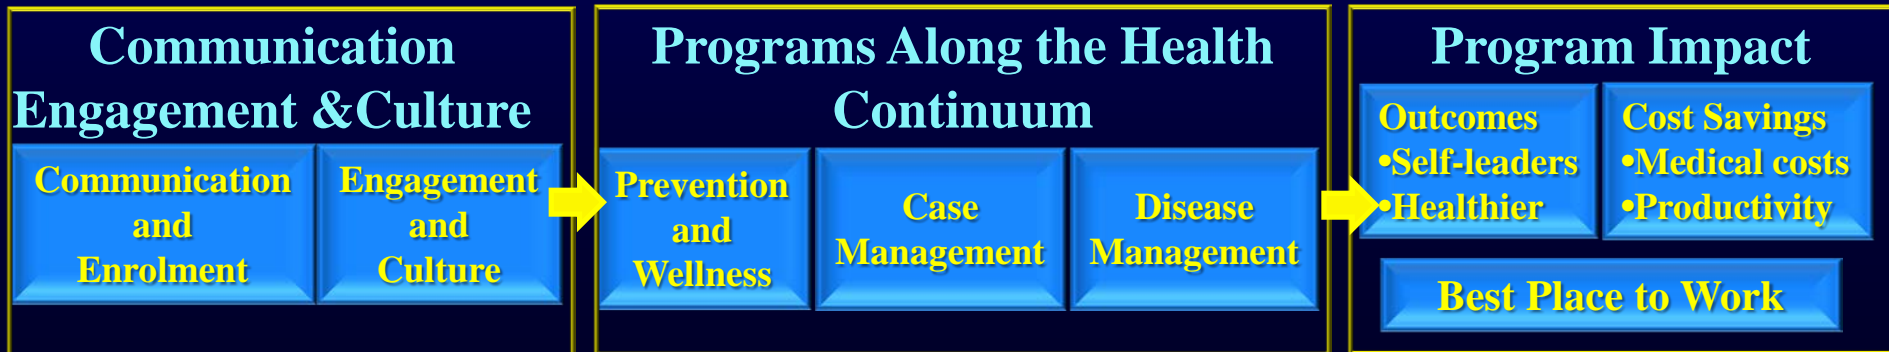 Communication
Engagement &Culture
Communication
and
Enrolment
Engagement
and
Culture
Programs Along the Health
Continuum
Prevention
and
Wellness
Case
Management
Disease
Management
Program Impact
Outcomes
•Self-leaders
•Healthier
Cost Savings
•Medical costs
•Productivity
Best Place to Work